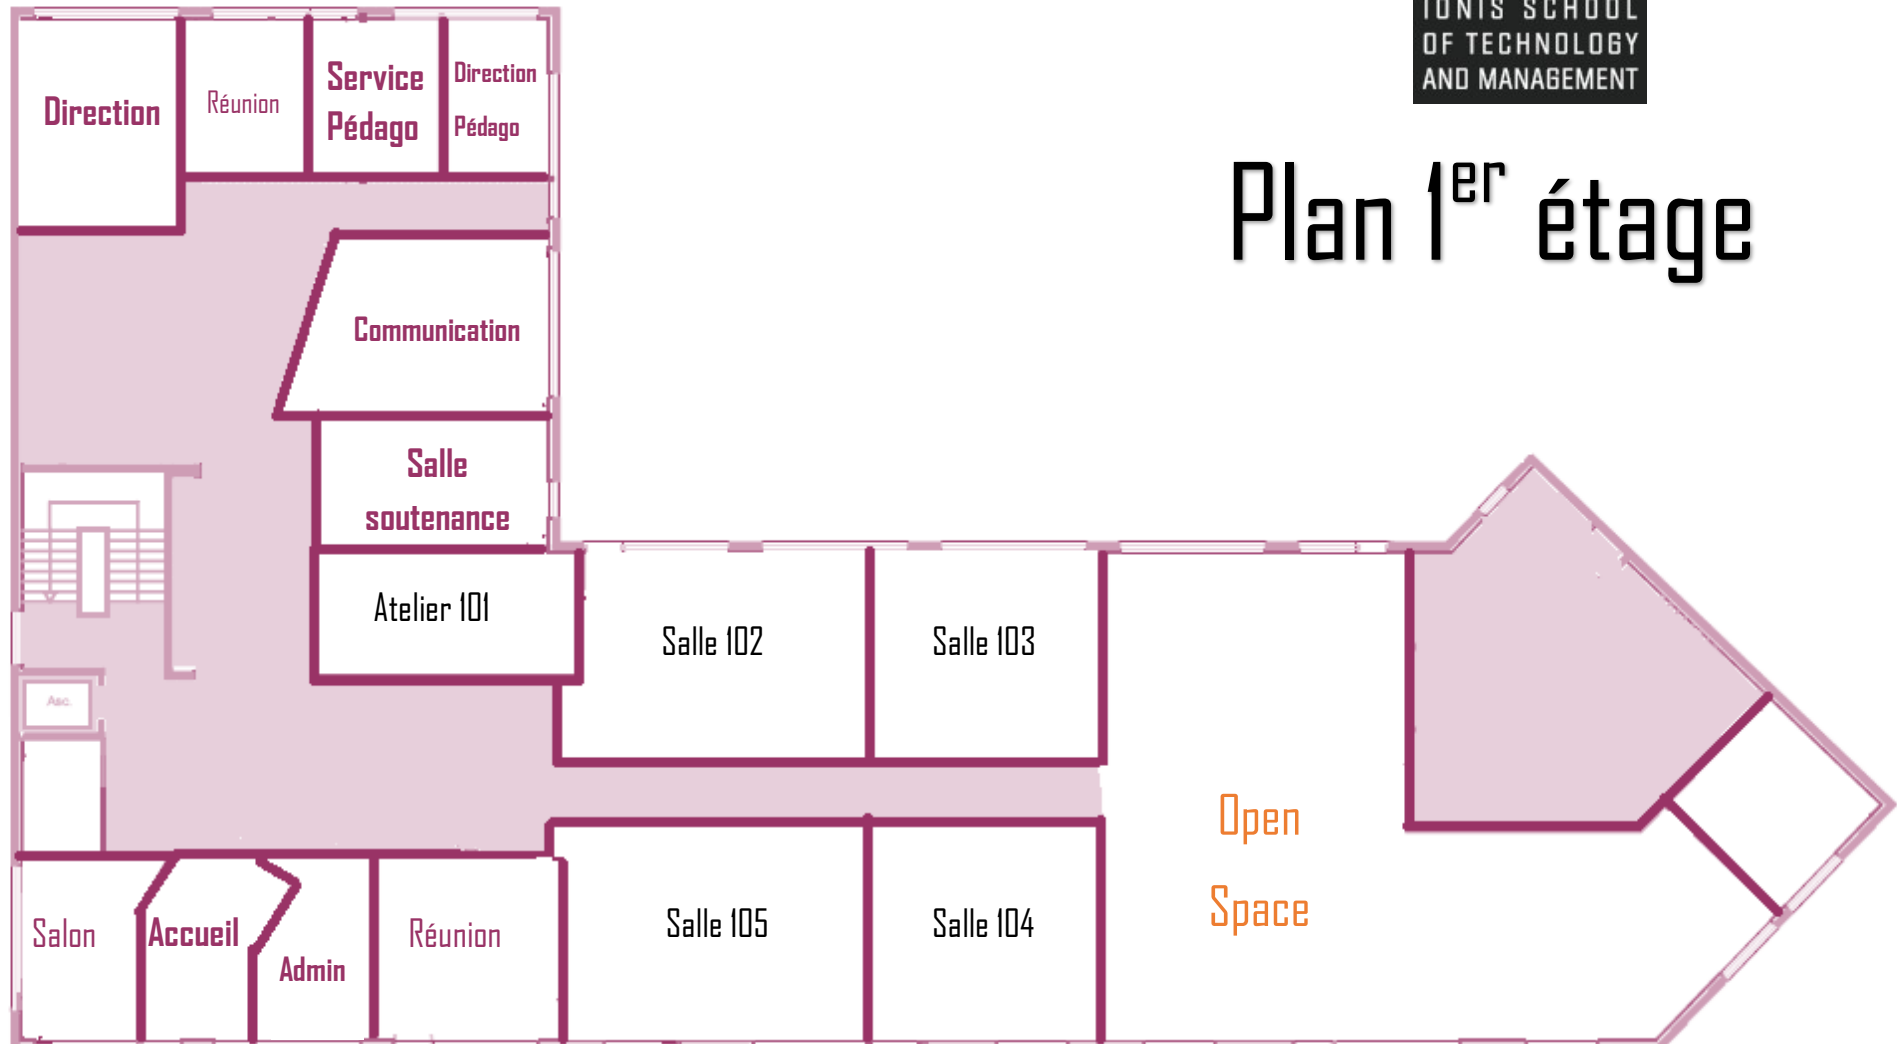 IONIS SCHOOL
OF TECHNOLOGY
AND MANAGEMENT
Plan 1er étage
Direction
Réunion
Service
Pédago
Direction
Pédago
Communication
Salle
soutenance
Atelier 101
Salle 102
Salle 103
Asc.
Open
Space
Salon
Accueil
Admin
Réunion
Salle 105
Salle 104